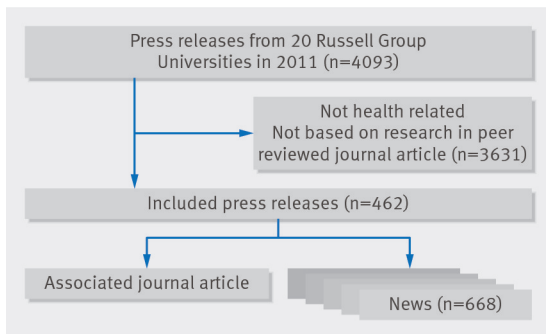 Press releases from 20 Russell Group
Universities in 2011 (n=4093)
Not health related
Not based on research in peer
reviewed journal article (n=3631)
Included press releases (n=462)
Associated journal article
News (n=668)